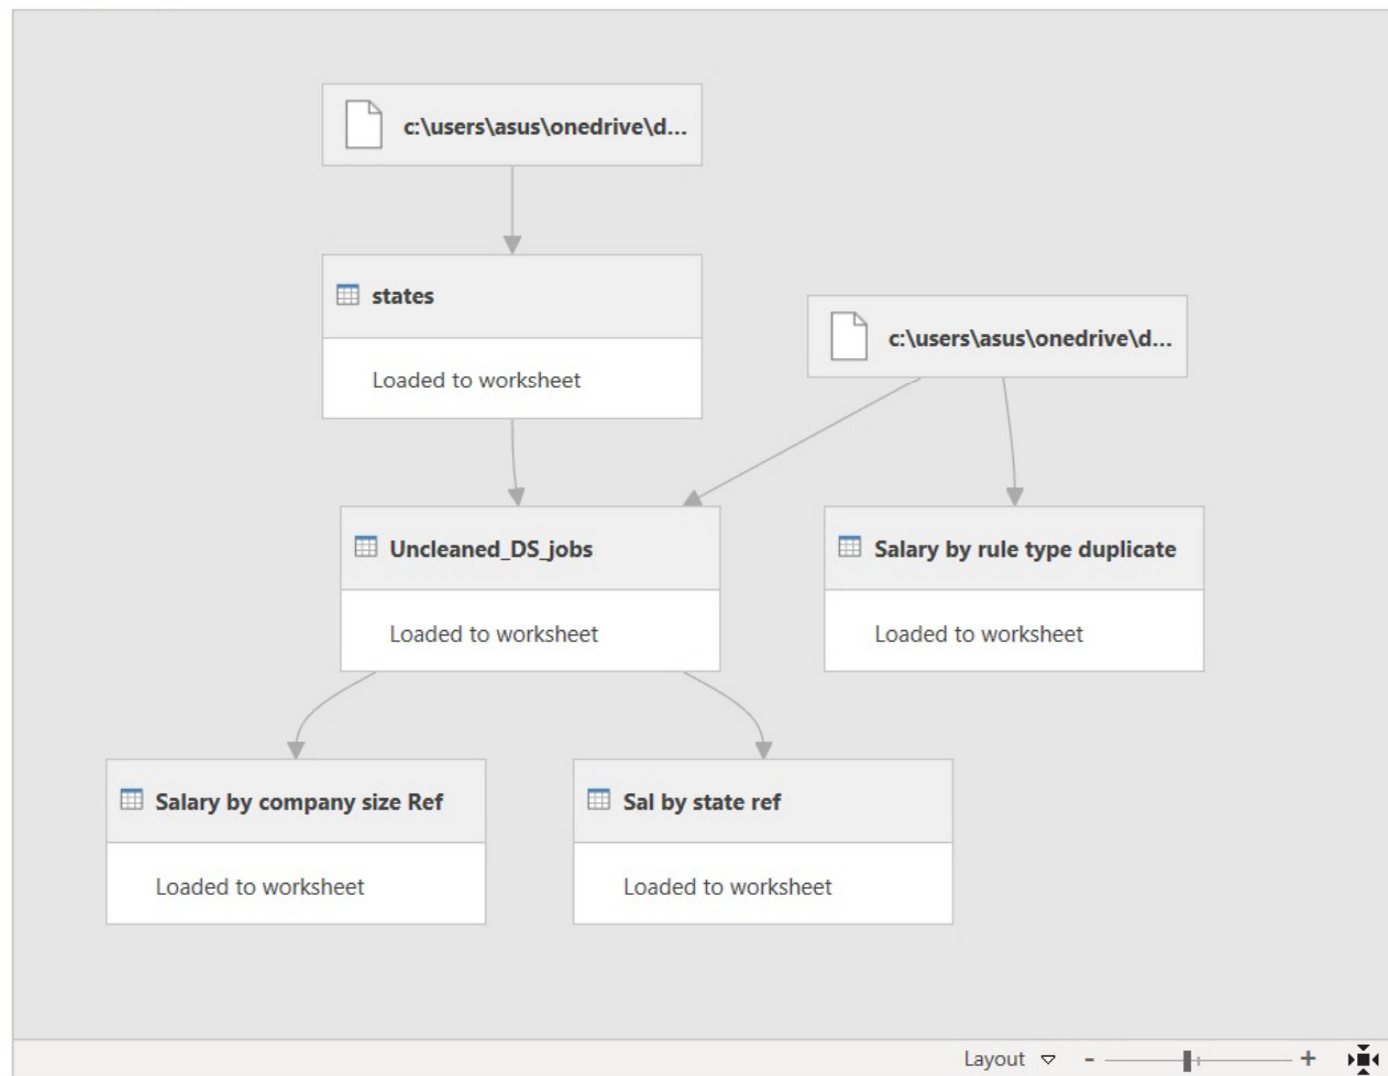 c:\users\asus\onedrive\d...
states
Loaded to worksheet
c:\users\asus\onedrive\d...
Uncleaned_DS_jobs
Loaded to worksheet
Salary by rule type duplicate
Loaded to worksheet
Salary by company size Ref
Loaded to worksheet
Sal by state ref
Loaded to worksheet
Layout - +